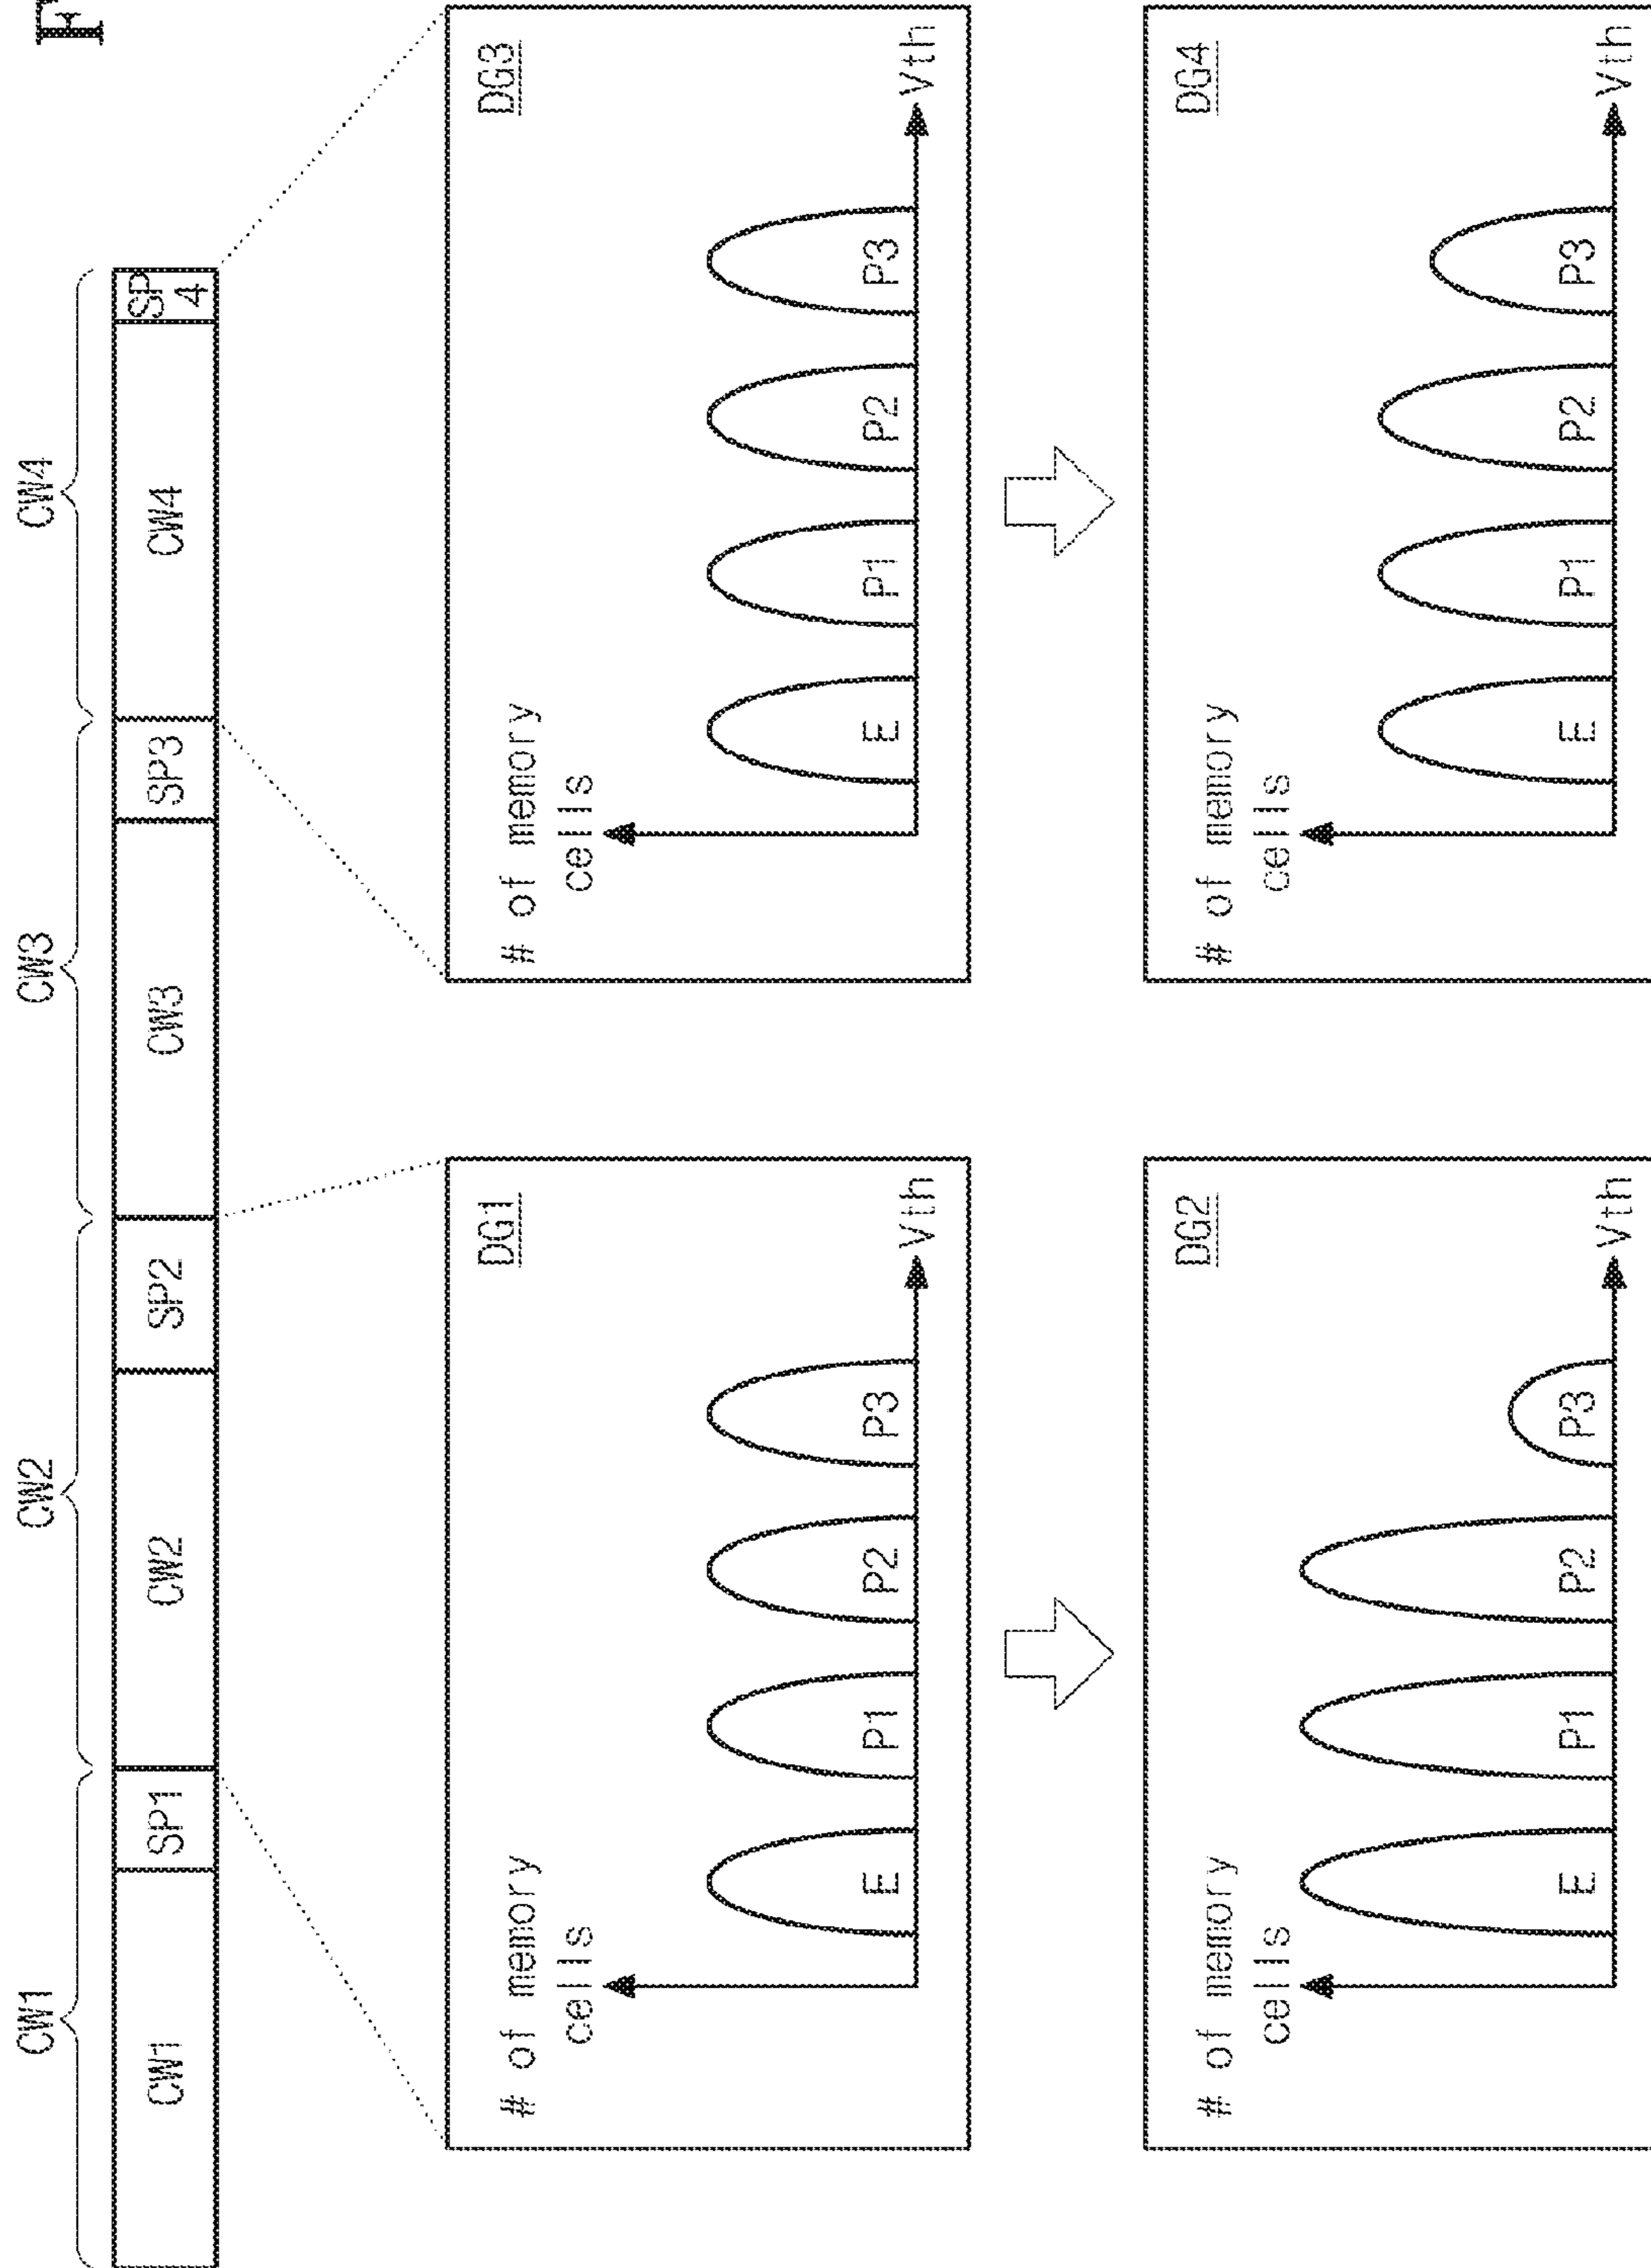 F
CW1 CW2 CW3 CW4
CW1 SP1 CW2 SP2 CW3 SP3 CW4 SP
4
DG1
# of memory
cells
E P1 P2 P3 Vth
DG3
# of memory
cells
E P1 P2 P3 Vth
DG2
# of memory
cells
E P1 P2 P3 Vth
DG4
# of memory
cells
E P1 P2 P3 Vth